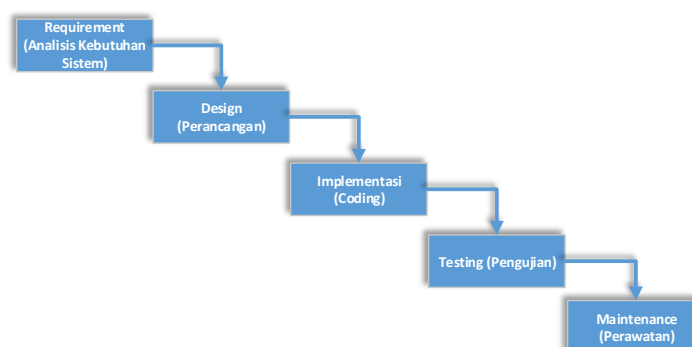 Requirement
(Analisis Kebutuhan
Sistem)
Design
(Perancangan)
Implementasi
(Coding)
Testing (Pengujian)
Maintenance
(Perawatan)